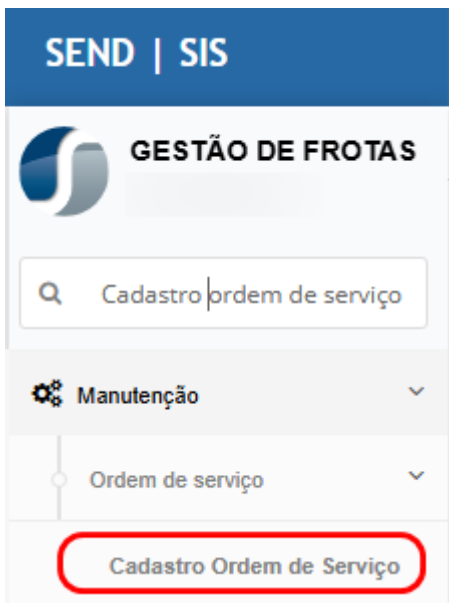 SEND | SIS
GESTÃO DE FROTAS
Cadastro ordem de serviço
Manutenção
Ordem de serviço
Cadastro Ordem de Serviço